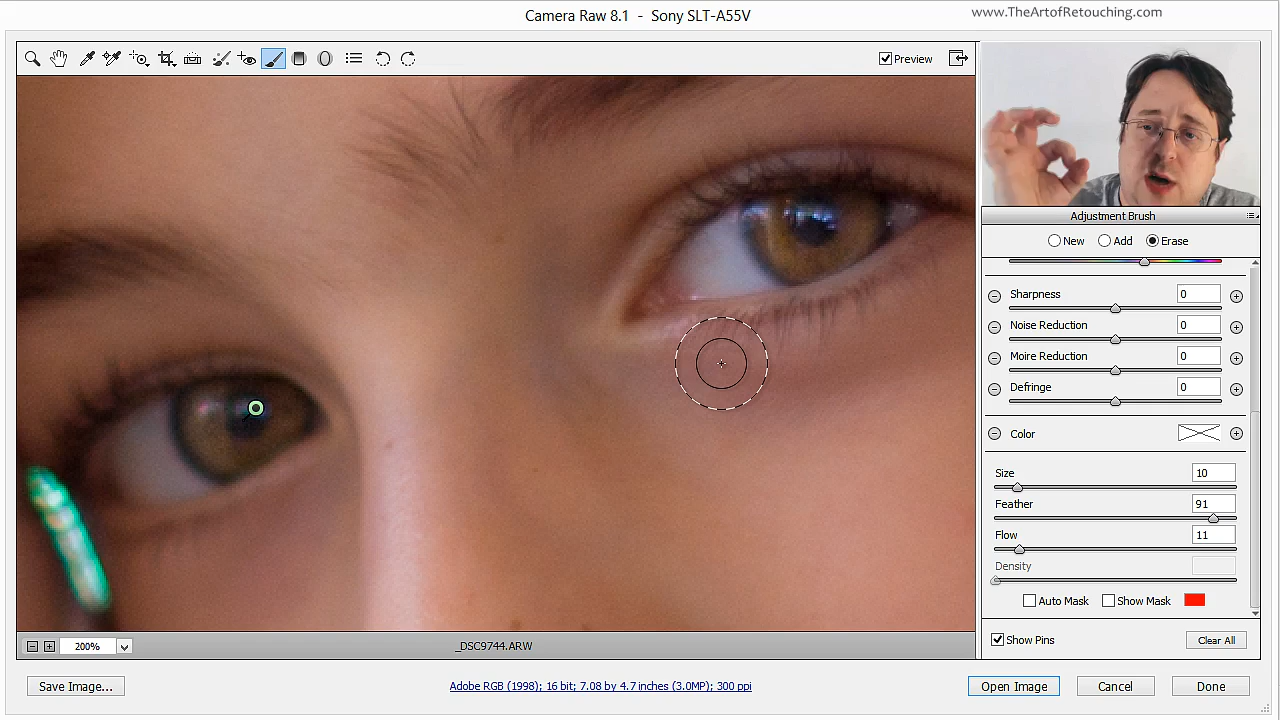 Camera Raw 8.1 - Sony SLT-A55V
www.TheArtofRetouching.com
Preview
Adjustment Brush
New Add Erase
Sharpness 0
Noise Reduction 0
Moire Reduction 0
Defringe 0
Color
Size 10
Feather 91
Flow 11
Density
Auto Mask Show Mask
200% _DSC9744.ARW
Show Pins Clear All
Save Image... Adobe RGB (1998); 16 bit; 7.08 by 4.7 inches (3.0MP); 300 ppi Open Image Cancel Done